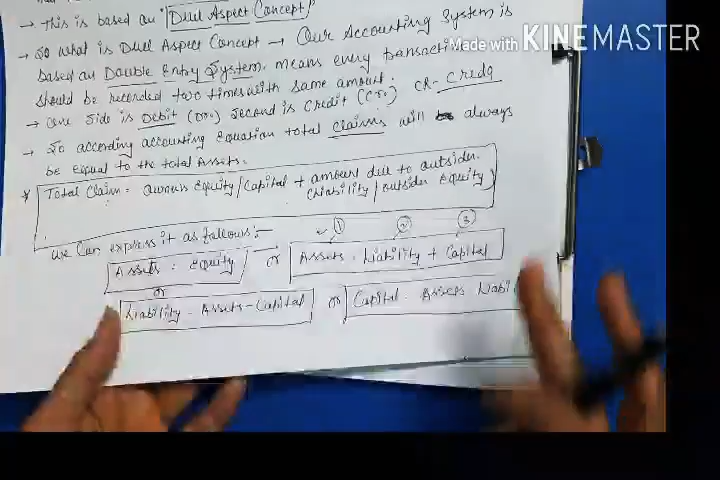 → This is based on "Duel Aspect Concept"
→ So what is Duel Aspect Concept → Our Accounting System is
based on Double Entry System. means every transaction
should be recorded two times with same amount.
→ one side is Debit (Dr.) Second is Credit (Cr.) CR-
→ So according accounting equation total claims will always
be equal to the total Assets.
* Total Claim = owners Equity/Capital + amount due to outsider.
Liability/outsider Equity
we can express it as follows:-
① ② ③
Assets = Equity or Assets = Liability + Capital
or
Liability = Assets - Capital or Capital = Assets
Made with KINEMASTER